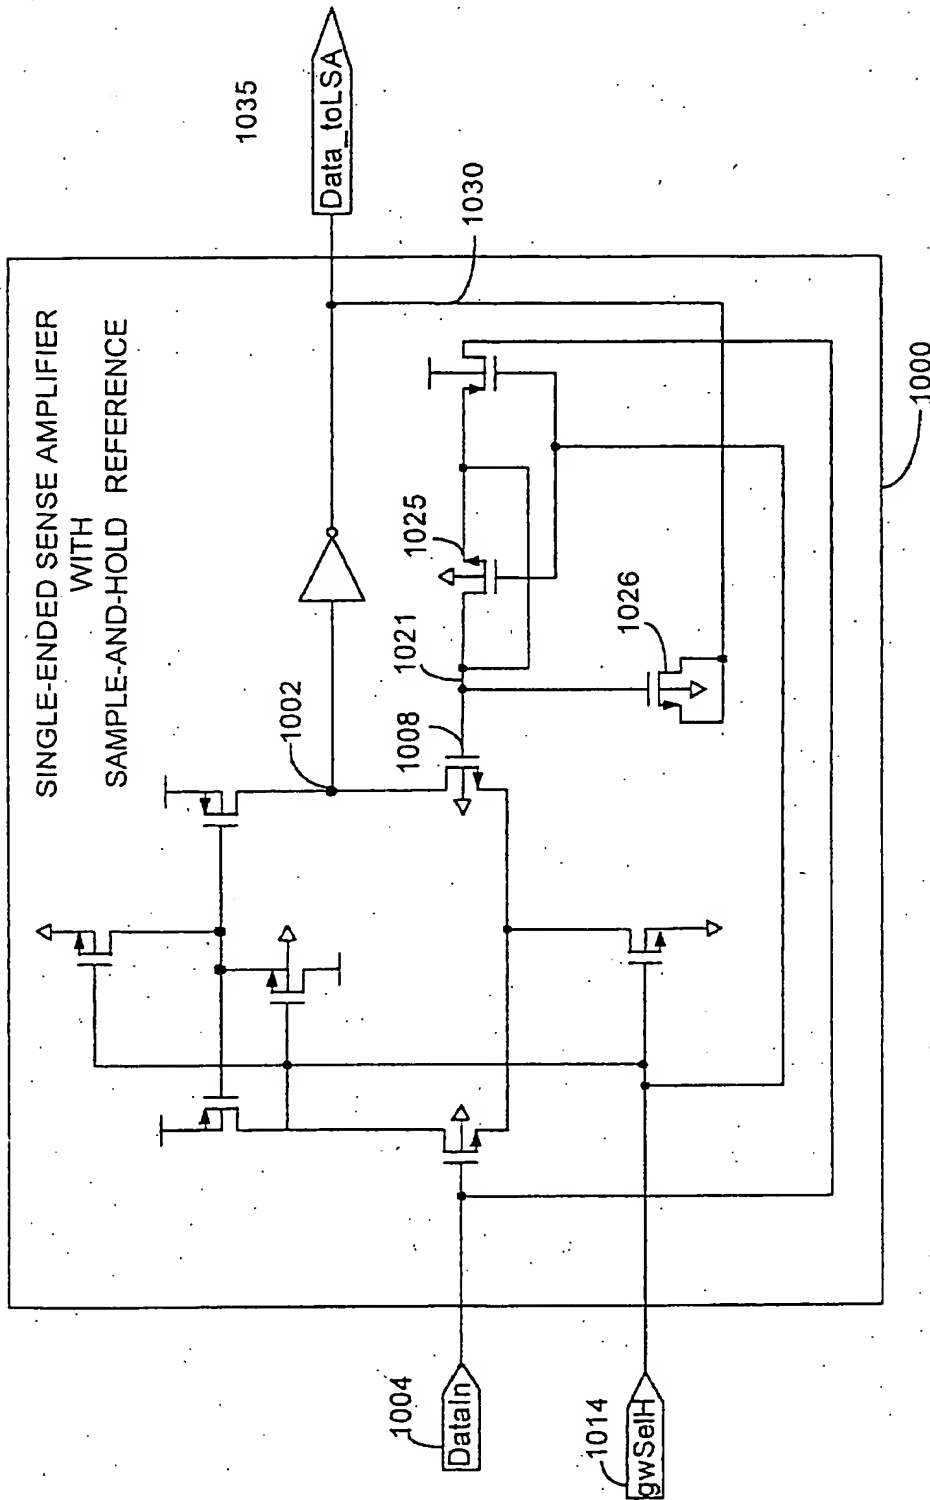 SINGLE-ENDED SENSE AMPLIFIER
WITH
SAMPLE-AND-HOLD REFERENCE
1035
Data_toLSA
1030
1002
1025
1021
1008
1026
1004
DataIn
1014
gwSelH
1000